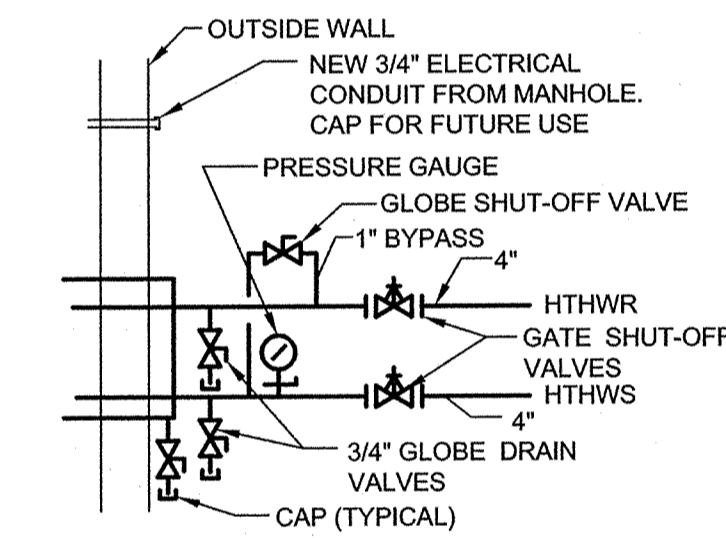 OUTSIDE WALL
NEW 3/4" ELECTRICAL
CONDUIT FROM MANHOLE.
CAP FOR FUTURE USE
PRESSURE GAUGE
GLOBE SHUT-OFF VALVE
1" BYPASS
4"
HTHWR
GATE SHUT-OFF
VALVES
HTHWS
4"
3/4" GLOBE DRAIN
VALVES
CAP (TYPICAL)